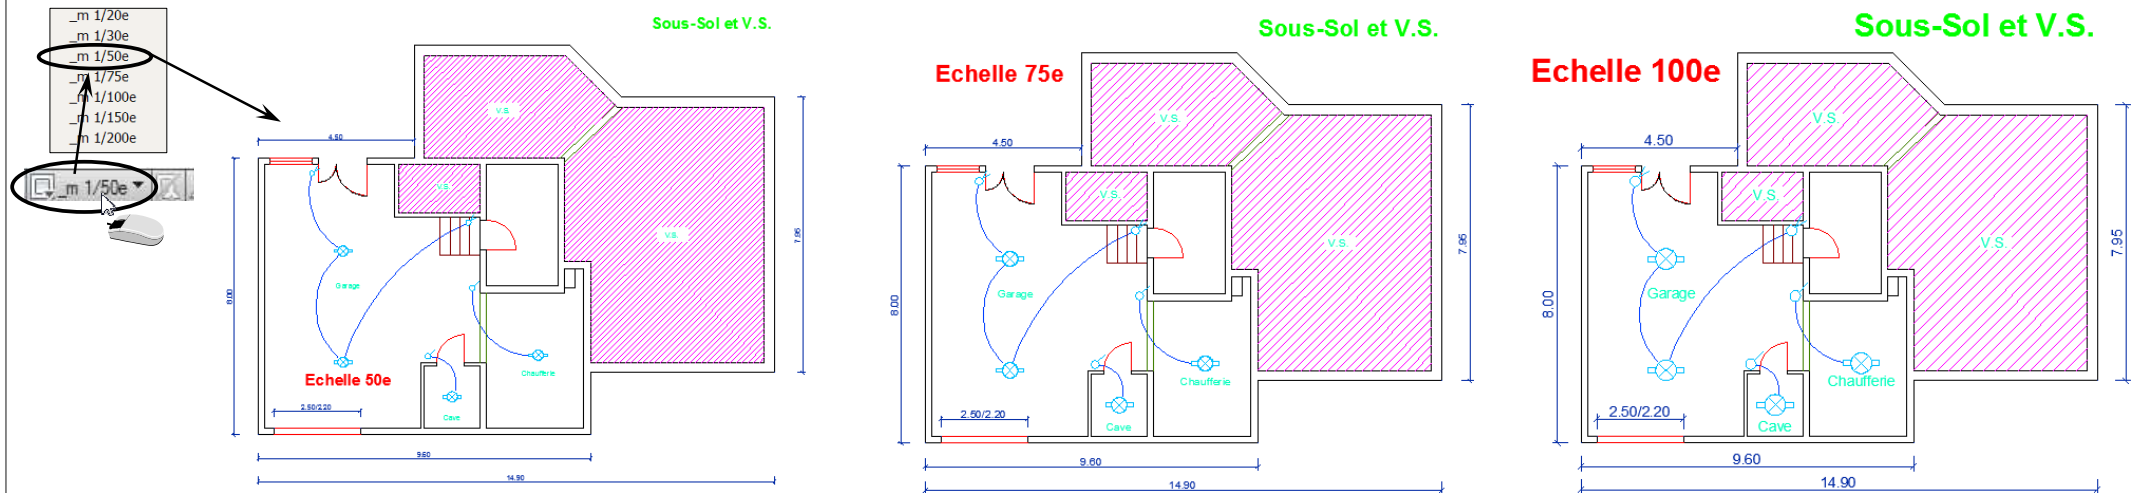 _m 1/20e
_m 1/30e
_m 1/50e
_m 1/75e
_m 1/100e
_m 1/150e
_m 1/200e
_m 1/50e
Sous-Sol et V.S.
4.50
V.S.
V.S.
V.S.
8.00
7.95
Garage
Echelle 50e
Chaufferie
2.50/2.20
Cave
9.60
14.90
Sous-Sol et V.S.
Echelle 75e
4.50
V.S.
V.S.
V.S.
8.00
7.95
Garage
Chaufferie
2.50/2.20
Cave
9.60
14.90
Sous-Sol et V.S.
Echelle 100e
4.50
V.S.
V.S.
V.S.
8.00
7.95
Garage
Chaufferie
2.50/2.20
Cave
9.60
14.90